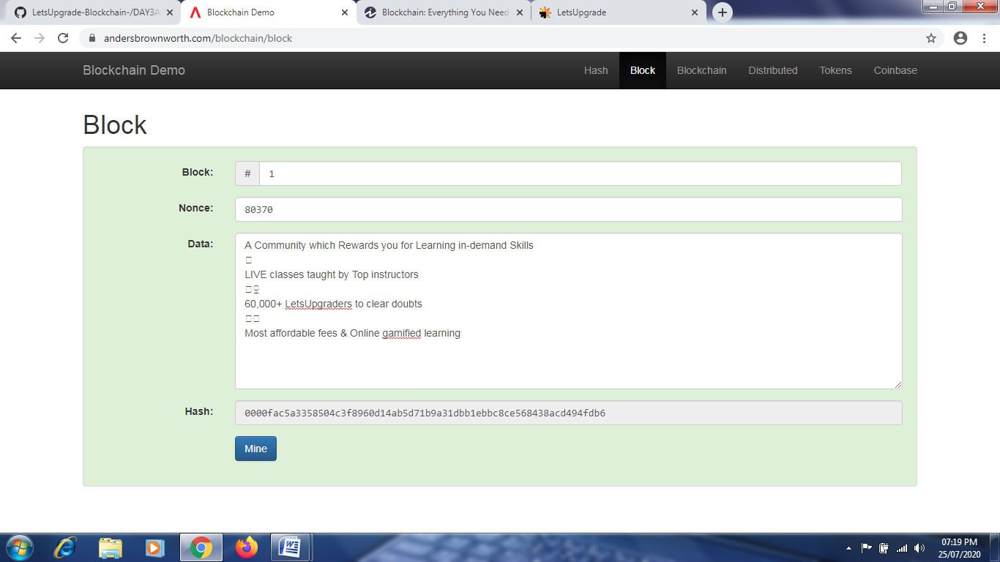 LetsUpgrade-Blockchain-/DAY3A
Blockchain Demo
Blockchain: Everything You Need
LetsUpgrade
andersbrownworth.com/blockchain/block
Blockchain Demo
Hash
Block
Blockchain
Distributed
Tokens
Coinbase
Block
Block:
# 1
Nonce:
80370
Data:
A Community which Rewards you for Learning in-demand Skills
LIVE classes taught by Top instructors
♀
60,000+ LetsUpgraders to clear doubts
Most affordable fees & Online gamified learning
Hash:
0000fac5a3358504c3f8960d14ab5d71b9a31dbb1ebbc8ce568438acd494fdb6
Mine
07:19 PM
25/07/2020